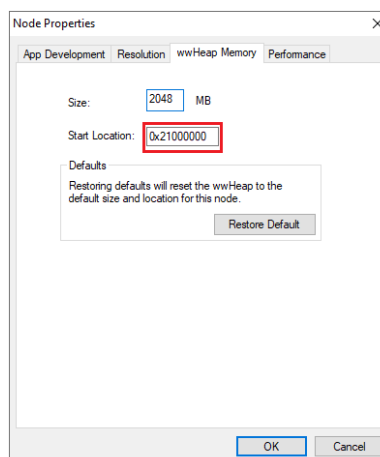 Node Properties
App Development Resolution wwHeap Memory Performance
Size: 2048 MB
Start Location: 0x21000000
Defaults
Restoring defaults will reset the wwHeap to the
default size and location for this node.
Restore Default
OK Cancel